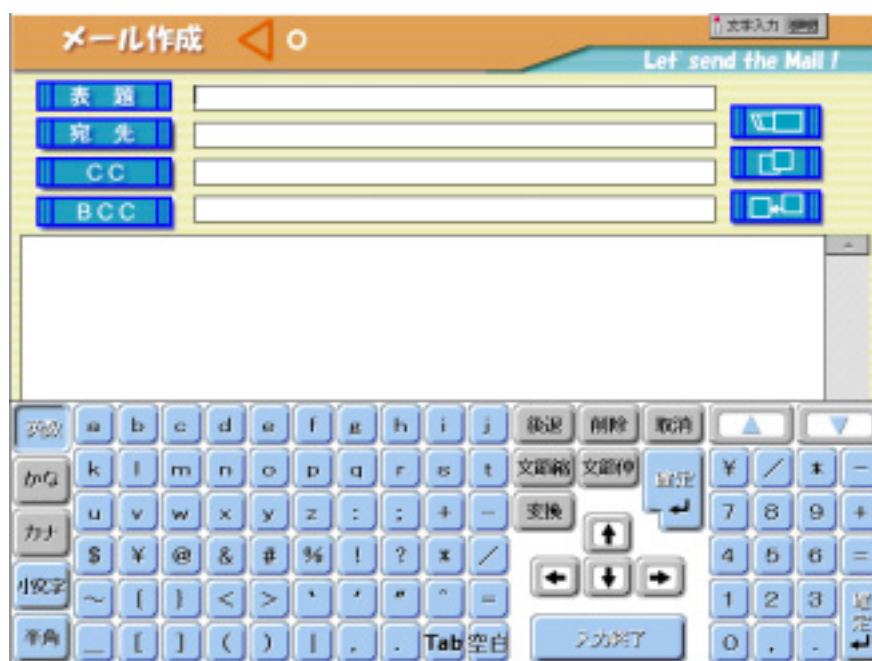 メール作成
文字入力
Let' send the Mail !
表題
宛先
CC
BCC
英数 a b c d e f g h i j 後退 削除 取消
かな k l m n o p q r s t 文節縮 文節伸 確定 ¥ / * -
カナ u v w x y z : ; + - 変換 7 8 9 +
$ ¥ @ & # % ! ? * / 4 5 6 =
小文字 ~ { } < > ` ' " ^ = 1 2 3 確定
半角 _ [ ] ( ) | , . Tab 空白 入力終了 0 , .